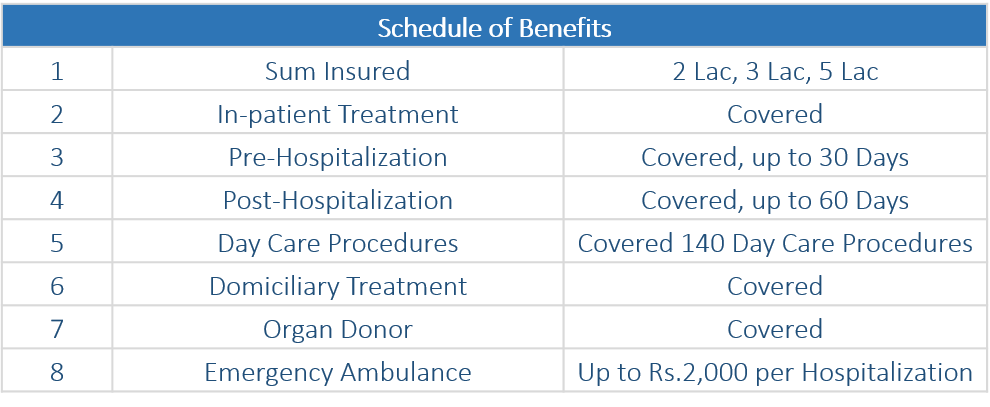 Schedule of Benefits
1 Sum Insured 2 Lac, 3 Lac, 5 Lac
2 In-patient Treatment Covered
3 Pre-Hospitalization Covered, up to 30 Days
4 Post-Hospitalization Covered, up to 60 Days
5 Day Care Procedures Covered 140 Day Care Procedures
6 Domiciliary Treatment Covered
7 Organ Donor Covered
8 Emergency Ambulance Up to Rs.2,000 per Hospitalization